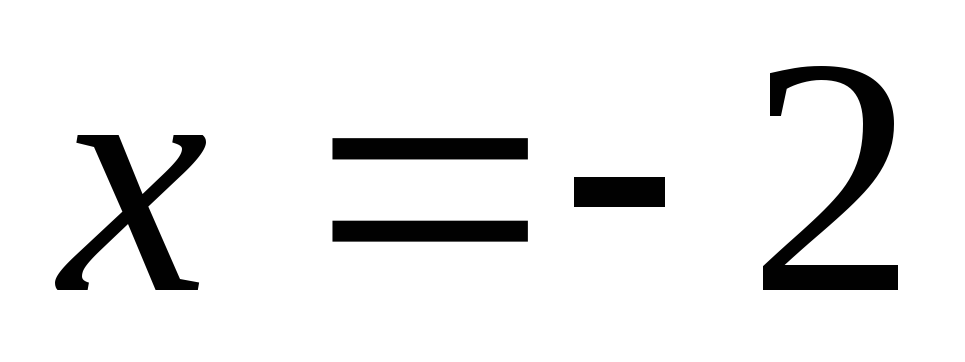 x =- 2